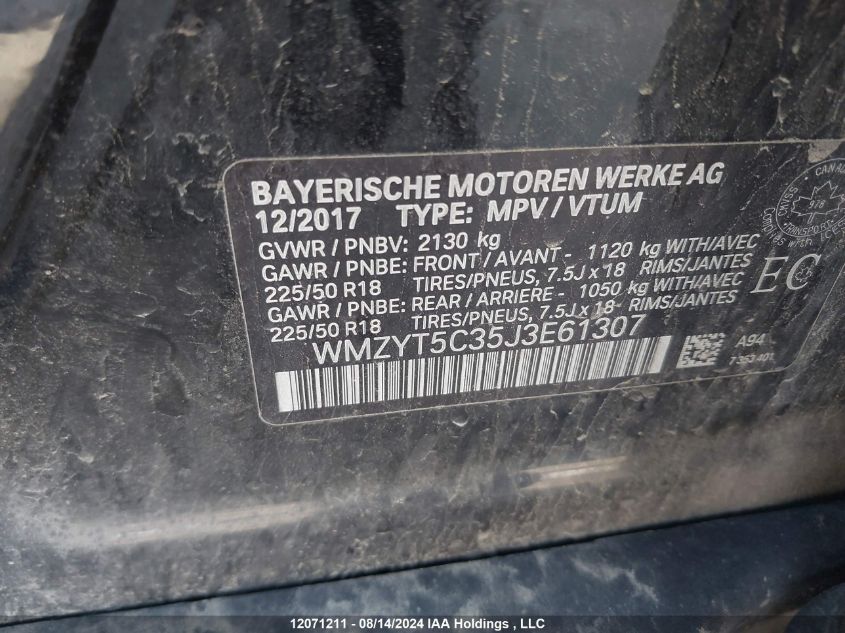 BAYERISCHE MOTOREN WERKE AG
12/2017 TYPE: MPV / VTUM
GVWR / PNBV: 2130 kg
GAWR / PNBE: FRONT / AVANT - 1120 kg WITH/AVEC
225/50 R18 TIRES/PNEUS, 7.5J x 18 RIMS/JANTES
GAWR / PNBE: REAR / ARRIERE - 1050 kg WITH/AVEC
225/50 R18 TIRES/PNEUS, 7.5J x 18 RIMS/JANTES
EC
978
TRANSPORT
WMZYT5C35J3E61307
A94
12071211 - 08/14/2024 IAA Holdings , LLC